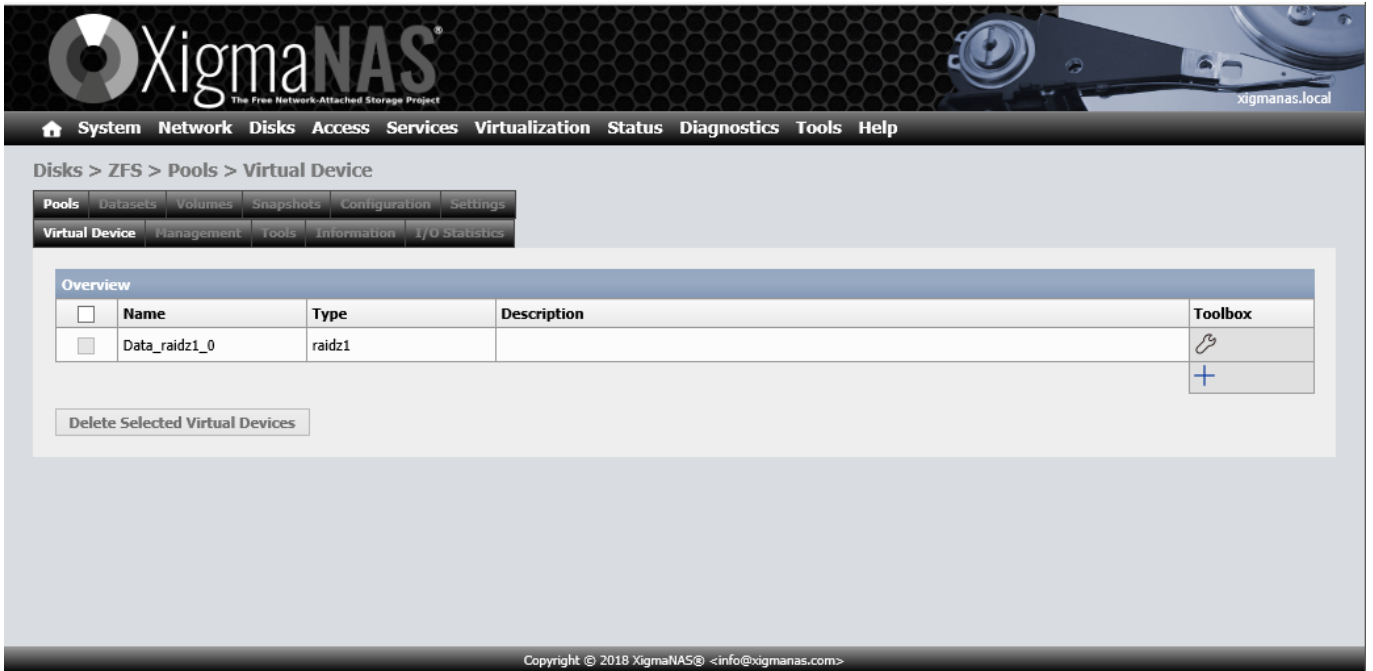 XigmaNAS®
The Free Network-Attached Storage Project
xigmanas.local
System Network Disks Access Services Virtualization Status Diagnostics Tools Help
Disks > ZFS > Pools > Virtual Device
Pools Datasets Volumes Snapshots Configuration Settings
Virtual Device Management Tools Information I/O Statistics
Overview
Name Type Description Toolbox
Data_raidz1_0 raidz1
Delete Selected Virtual Devices
Copyright © 2018 XigmaNAS® <info@xigmanas.com>